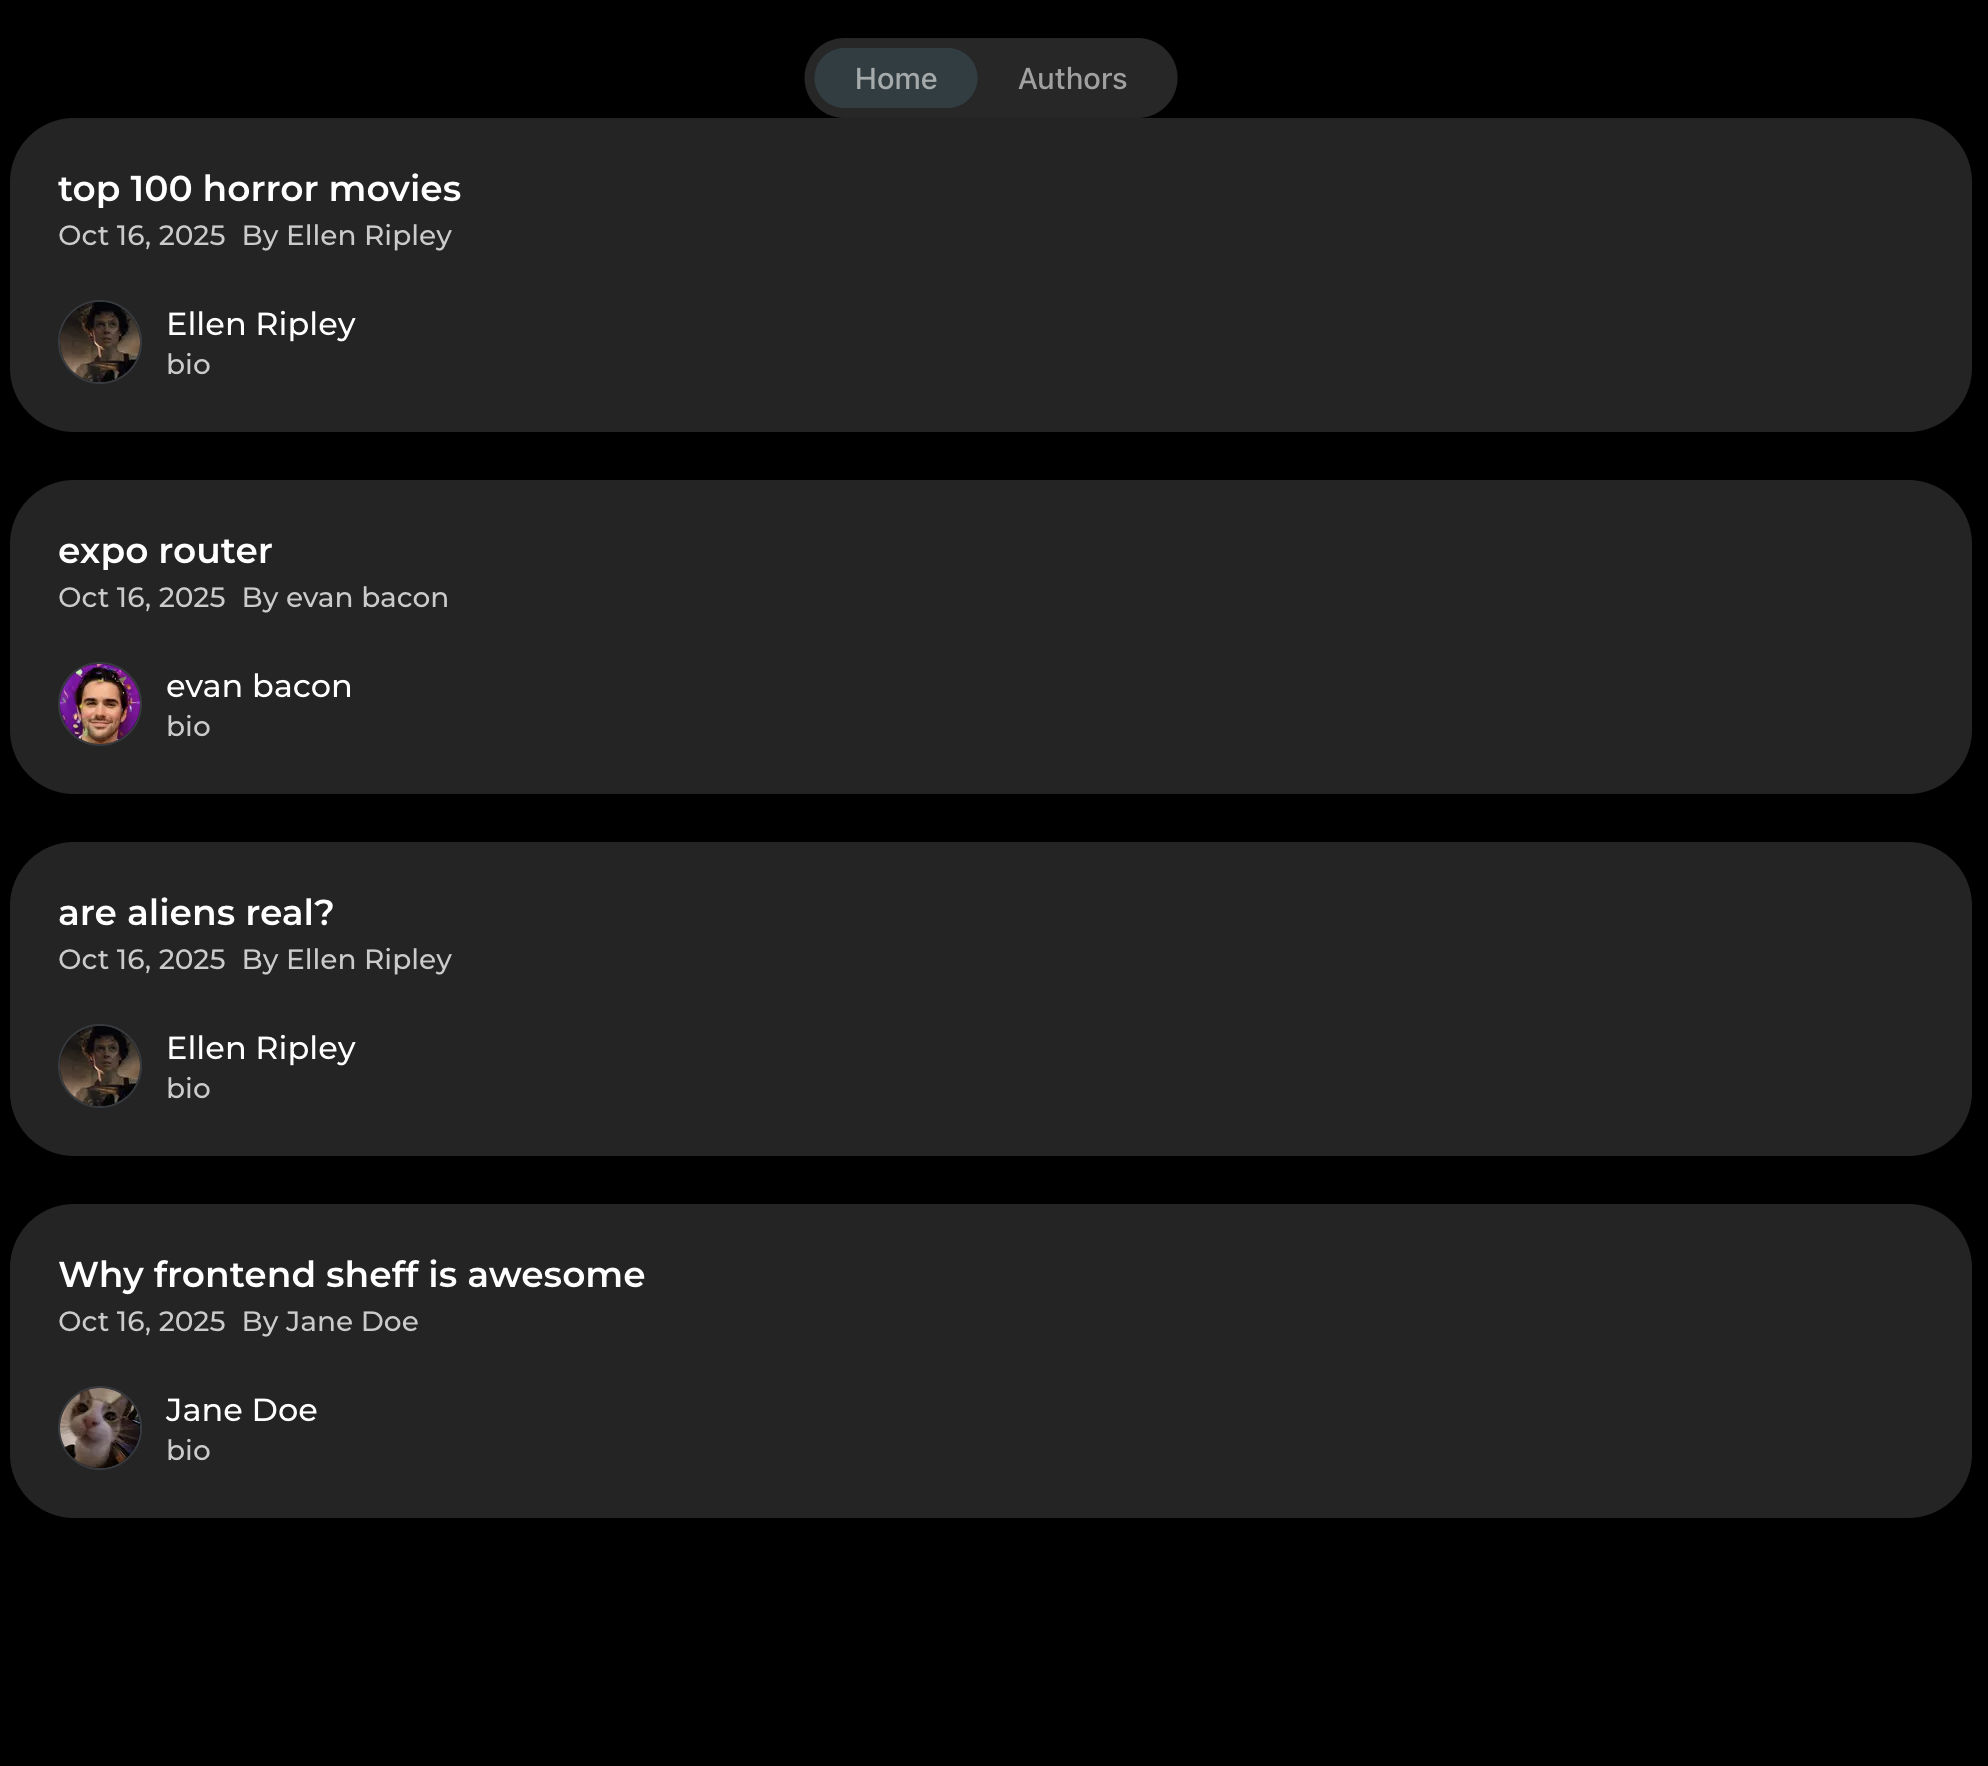 Home Authors
top 100 horror movies
Oct 16, 2025 By Ellen Ripley
Ellen Ripley
bio
expo router
Oct 16, 2025 By evan bacon
evan bacon
bio
are aliens real?
Oct 16, 2025 By Ellen Ripley
Ellen Ripley
bio
Why frontend sheff is awesome
Oct 16, 2025 By Jane Doe
Jane Doe
bio